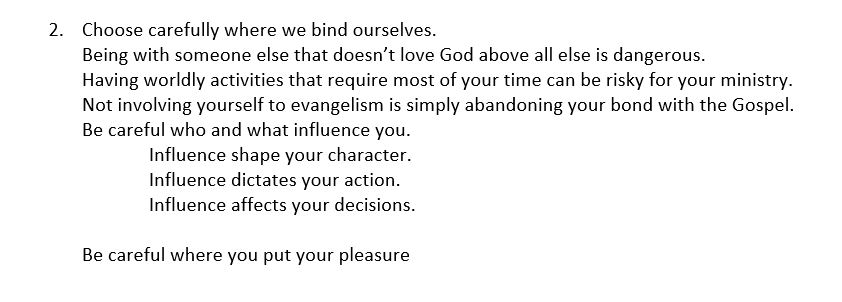 2. Choose carefully where we bind ourselves.
Being with someone else that doesn't love God above all else is dangerous.
Having worldly activities that require most of your time can be risky for your ministry.
Not involving yourself to evangelism is simply abandoning your bond with the Gospel.
Be careful who and what influence you.
Influence shape your character.
Influence dictates your action.
Influence affects your decisions.
Be careful where you put your pleasure